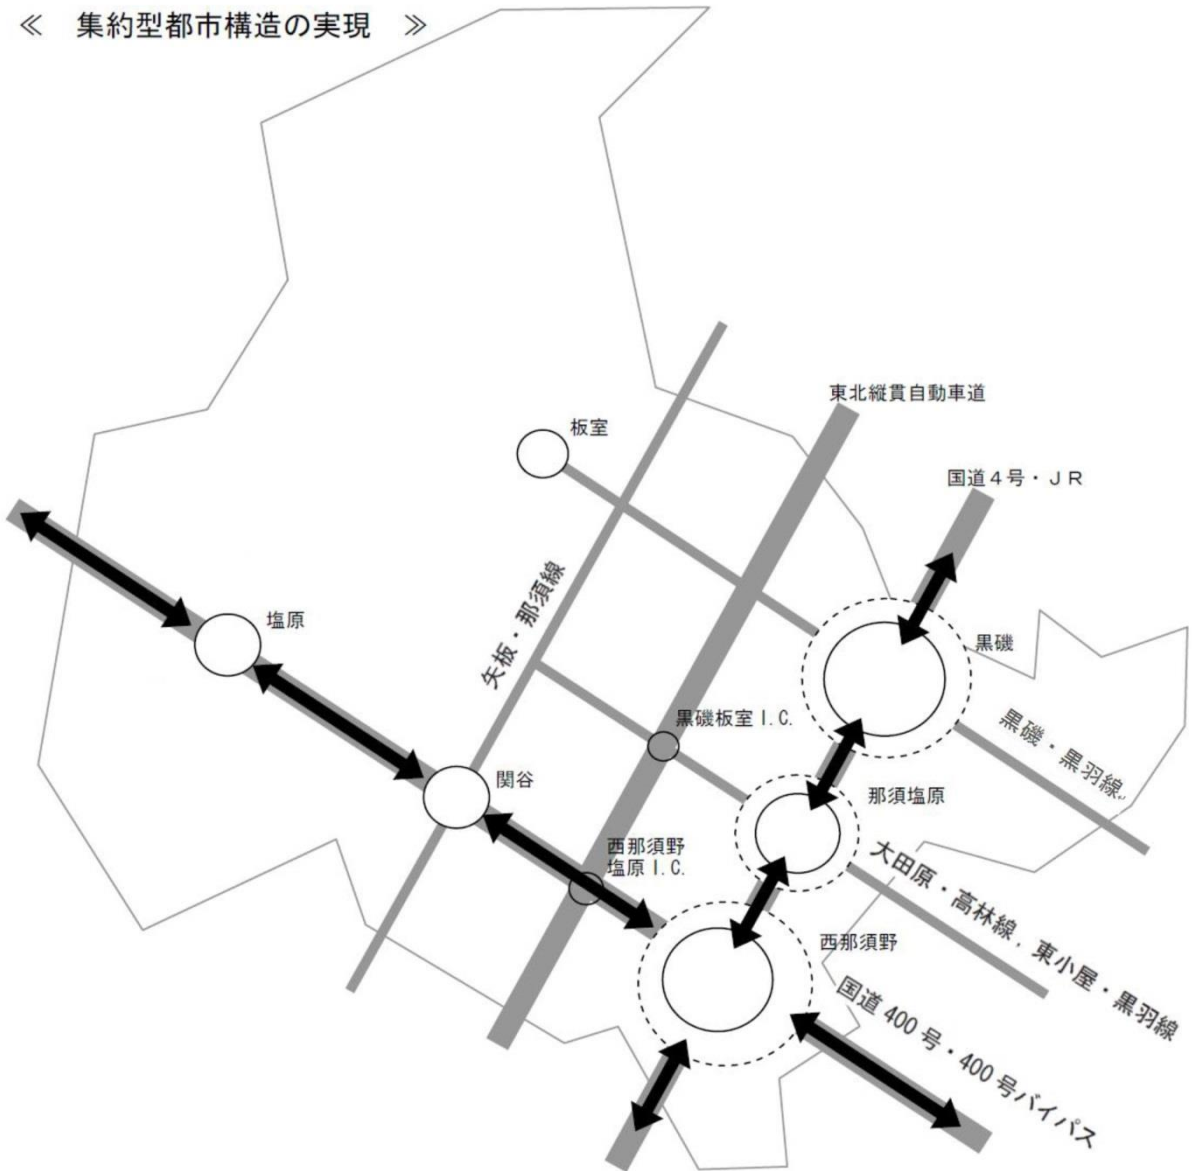 ≪ 集約型都市構造の実現 ≫
東北縦貫自動車道
板室
国道4号・JR
矢板・那須線
塩原
黒磯
黒磯板室 I.C.
黒磯・黒羽線
関谷
那須塩原
西那須野
塩原 I.C.
大田原・高林線，東小屋・黒羽線
西那須野
国道 400 号・400 号バイパス